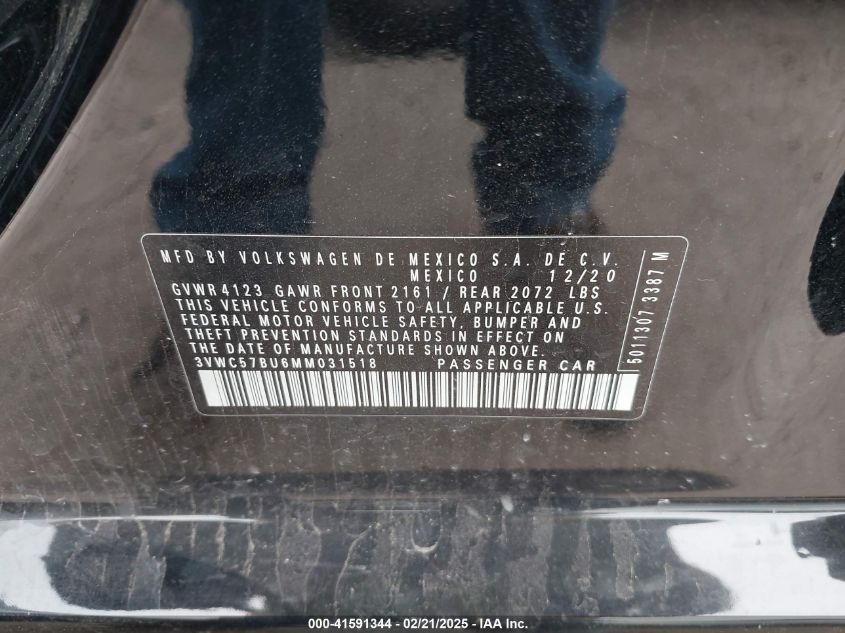 MFD BY VOLKSWAGEN DE MEXICO S.A. DE C.V.
MEXICO 12/20
GVWR 4123 GAWR FRONT 2161 / REAR 2072 LBS
THIS VEHICLE CONFORMS TO ALL APPLICABLE U.S.
FEDERAL MOTOR VEHICLE SAFETY, BUMPER AND
THEFT PREVENTION STANDARDS IN EFFECT ON
THE DATE OF MANUFACTURE SHOWN ABOVE.
3VWC57BU6MM031518 PASSENGER CAR
5011307 3387 M
000-41591344 - 02/21/2025 - IAA Inc.